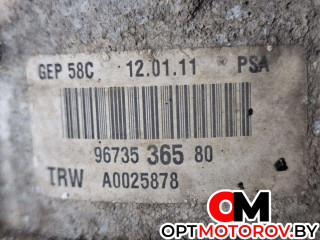 GEP 58C 12.01.11 PSA
96735 365 80
TRW A0025878
OM
OPTMOTOROV.BY